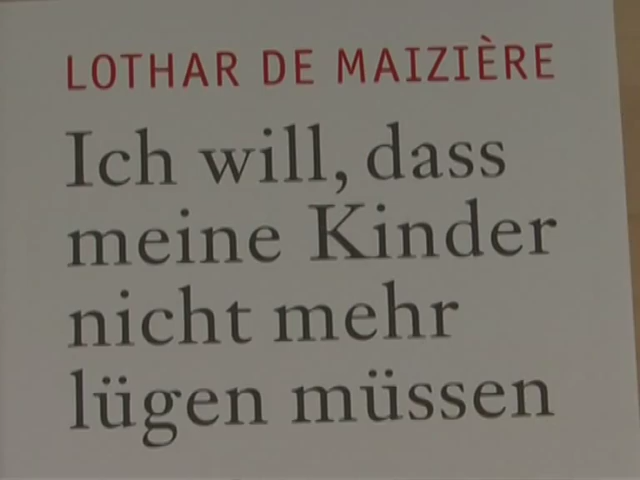 LOTHAR DE MAIZIÈRE
Ich will, dass
meine Kinder
nicht mehr
lügen müssen